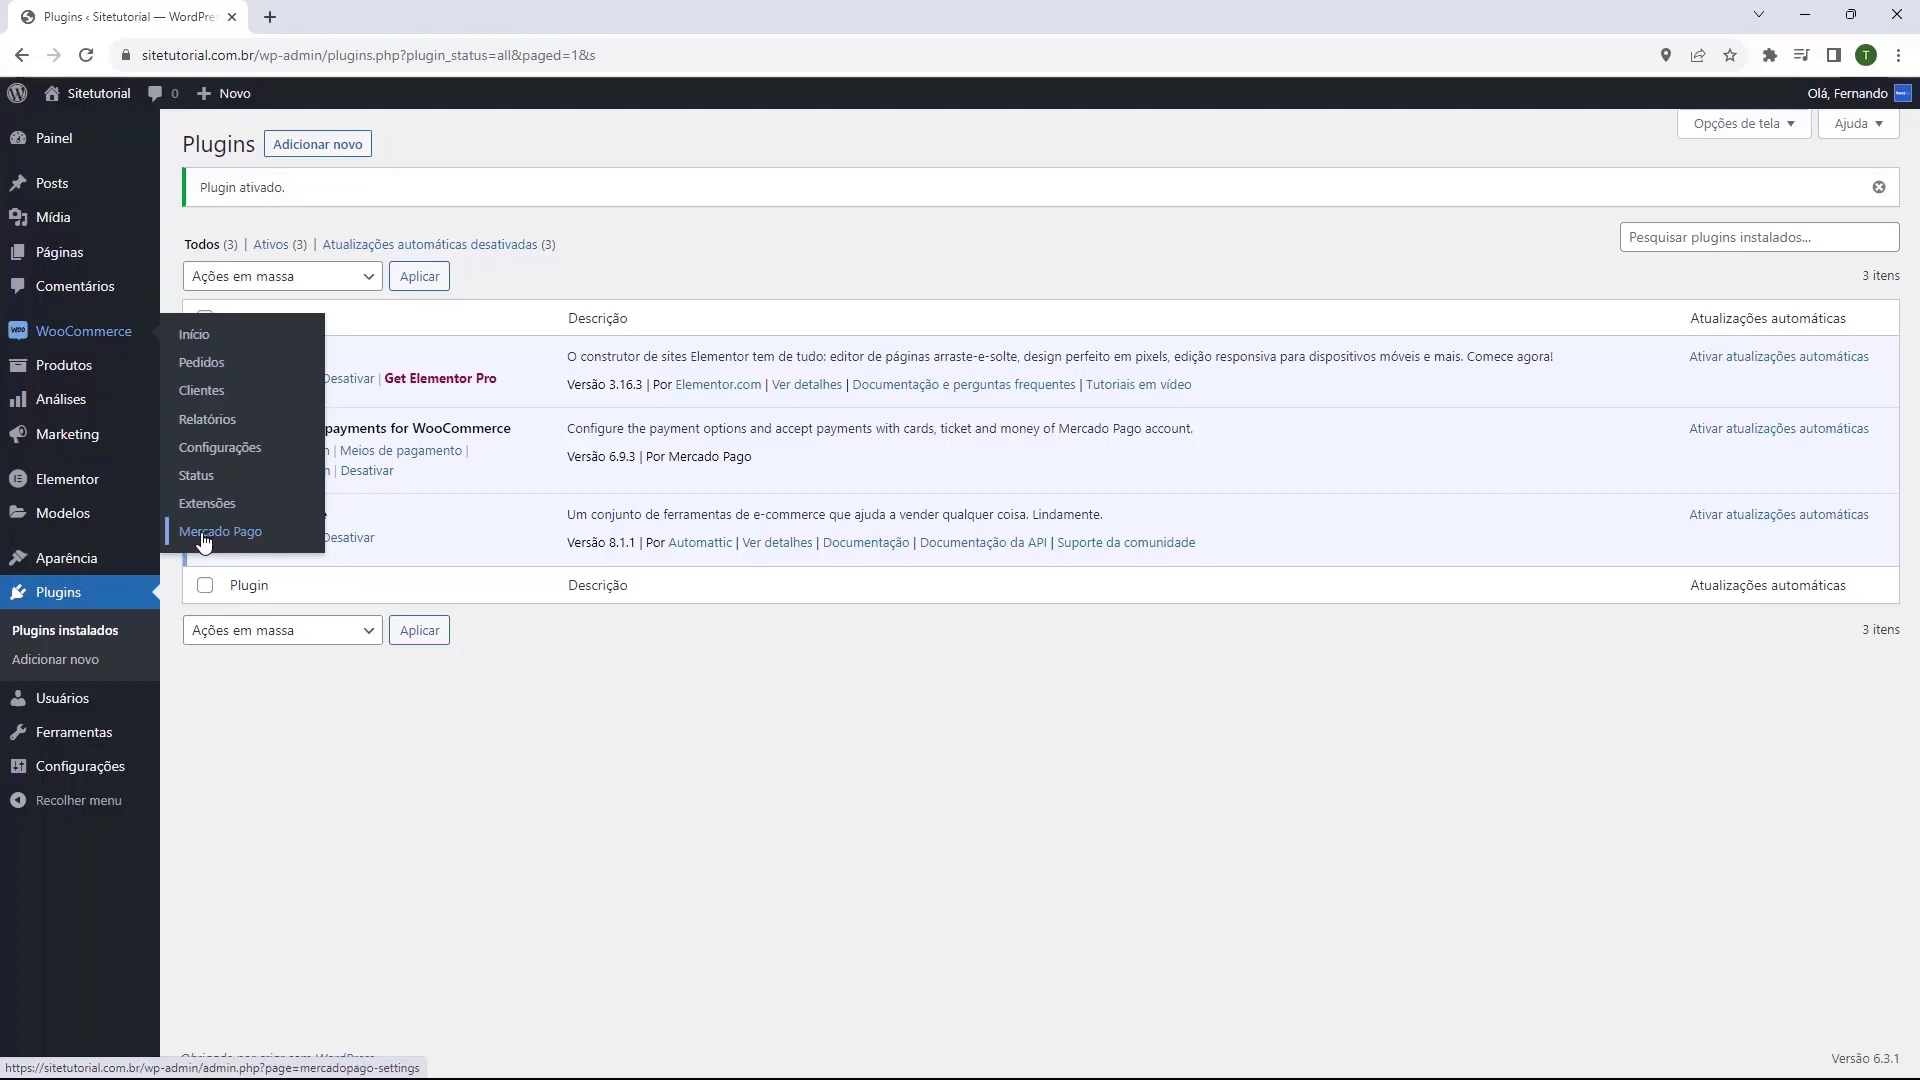 Plugins ‹ Sitetutorial — WordPre
sitetutorial.com.br/wp-admin/plugins.php?plugin_status=all&paged=1&s
T
Sitetutorial
0
Novo
Olá, Fernando
Painel
Posts
Mídia
Páginas
Comentários
WooCommerce
Produtos
Análises
Marketing
Elementor
Modelos
Aparência
Plugins
Plugins instalados
Adicionar novo
Usuários
Ferramentas
Configurações
Recolher menu
Início
Pedidos
Clientes
Relatórios
Configurações
Status
Extensões
Mercado Pago
Plugins
Adicionar novo
Opções de tela
Ajuda
Plugin ativado.
Todos (3) | Ativos (3) | Atualizações automáticas desativadas (3)
Pesquisar plugins instalados...
Ações em massa
Aplicar
3 itens
Descrição
Atualizações automáticas
Desativar | Get Elementor Pro
O construtor de sites Elementor tem de tudo: editor de páginas arraste-e-solte, design perfeito em pixels, edição responsiva para dispositivos móveis e mais. Comece agora!
Versão 3.16.3 | Por Elementor.com | Ver detalhes | Documentação e perguntas frequentes | Tutoriais em vídeo
Ativar atualizações automáticas
payments for WooCommerce
| Meios de pagamento |
| Desativar
Configure the payment options and accept payments with cards, ticket and money of Mercado Pago account.
Versão 6.9.3 | Por Mercado Pago
Ativar atualizações automáticas
Desativar
Um conjunto de ferramentas de e-commerce que ajuda a vender qualquer coisa. Lindamente.
Versão 8.1.1 | Por Automattic | Ver detalhes | Documentação | Documentação da API | Suporte da comunidade
Ativar atualizações automáticas
Plugin
Descrição
Atualizações automáticas
Ações em massa
Aplicar
3 itens
Versão 6.3.1
https://sitetutorial.com.br/wp-admin/admin.php?page=mercadopago-settings